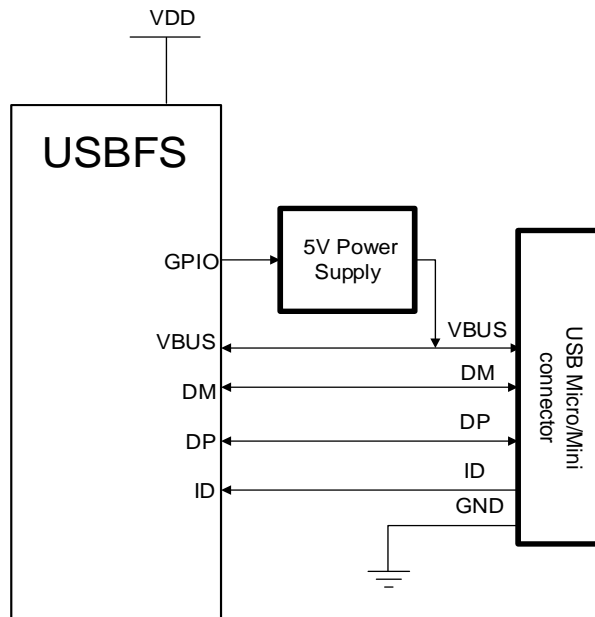 VDD
USBFS
GPIO
5V Power
Supply
VBUS
VBUS
DM
DM
DP
DP
ID
ID
GND
USB Micro/Mini
connector